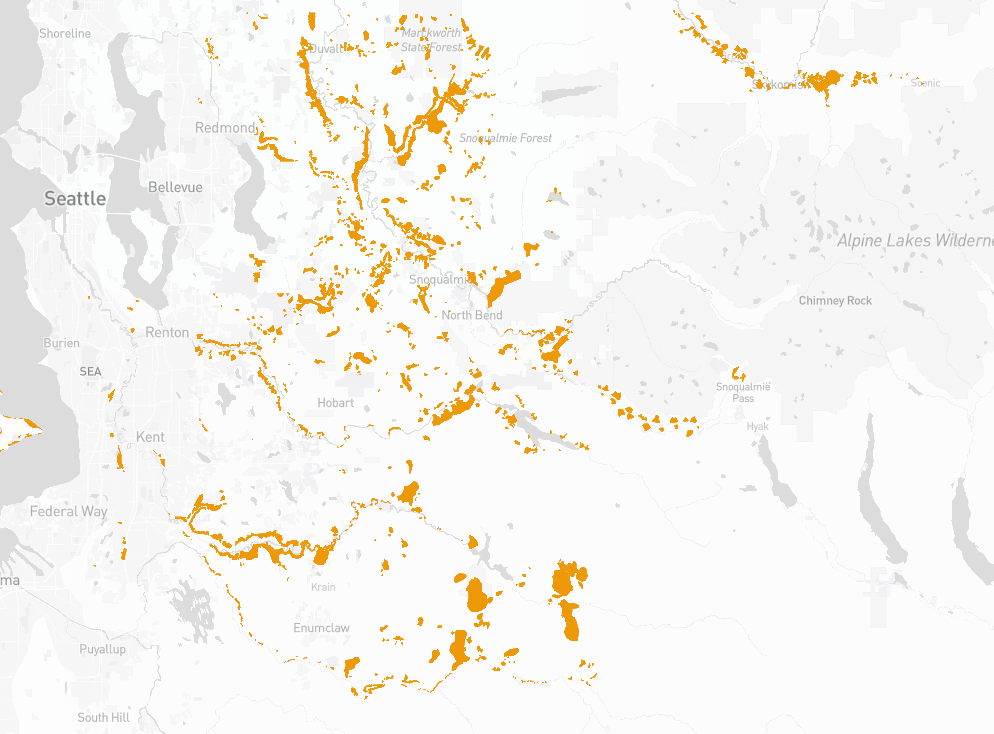 Shoreline
Duvall
Marckworth
State Forest
Skykomish
Scenic
Redmond
Snoqualmie Forest
Bellevue
Seattle
Alpine Lakes Wilderne
Snoqualmie
Chimney Rock
North Bend
Renton
Burien
SEA
Snoqualmie
Pass
Hobart
Hyak
Kent
Federal Way
ma
Krain
Enumclaw
Puyallup
South Hill